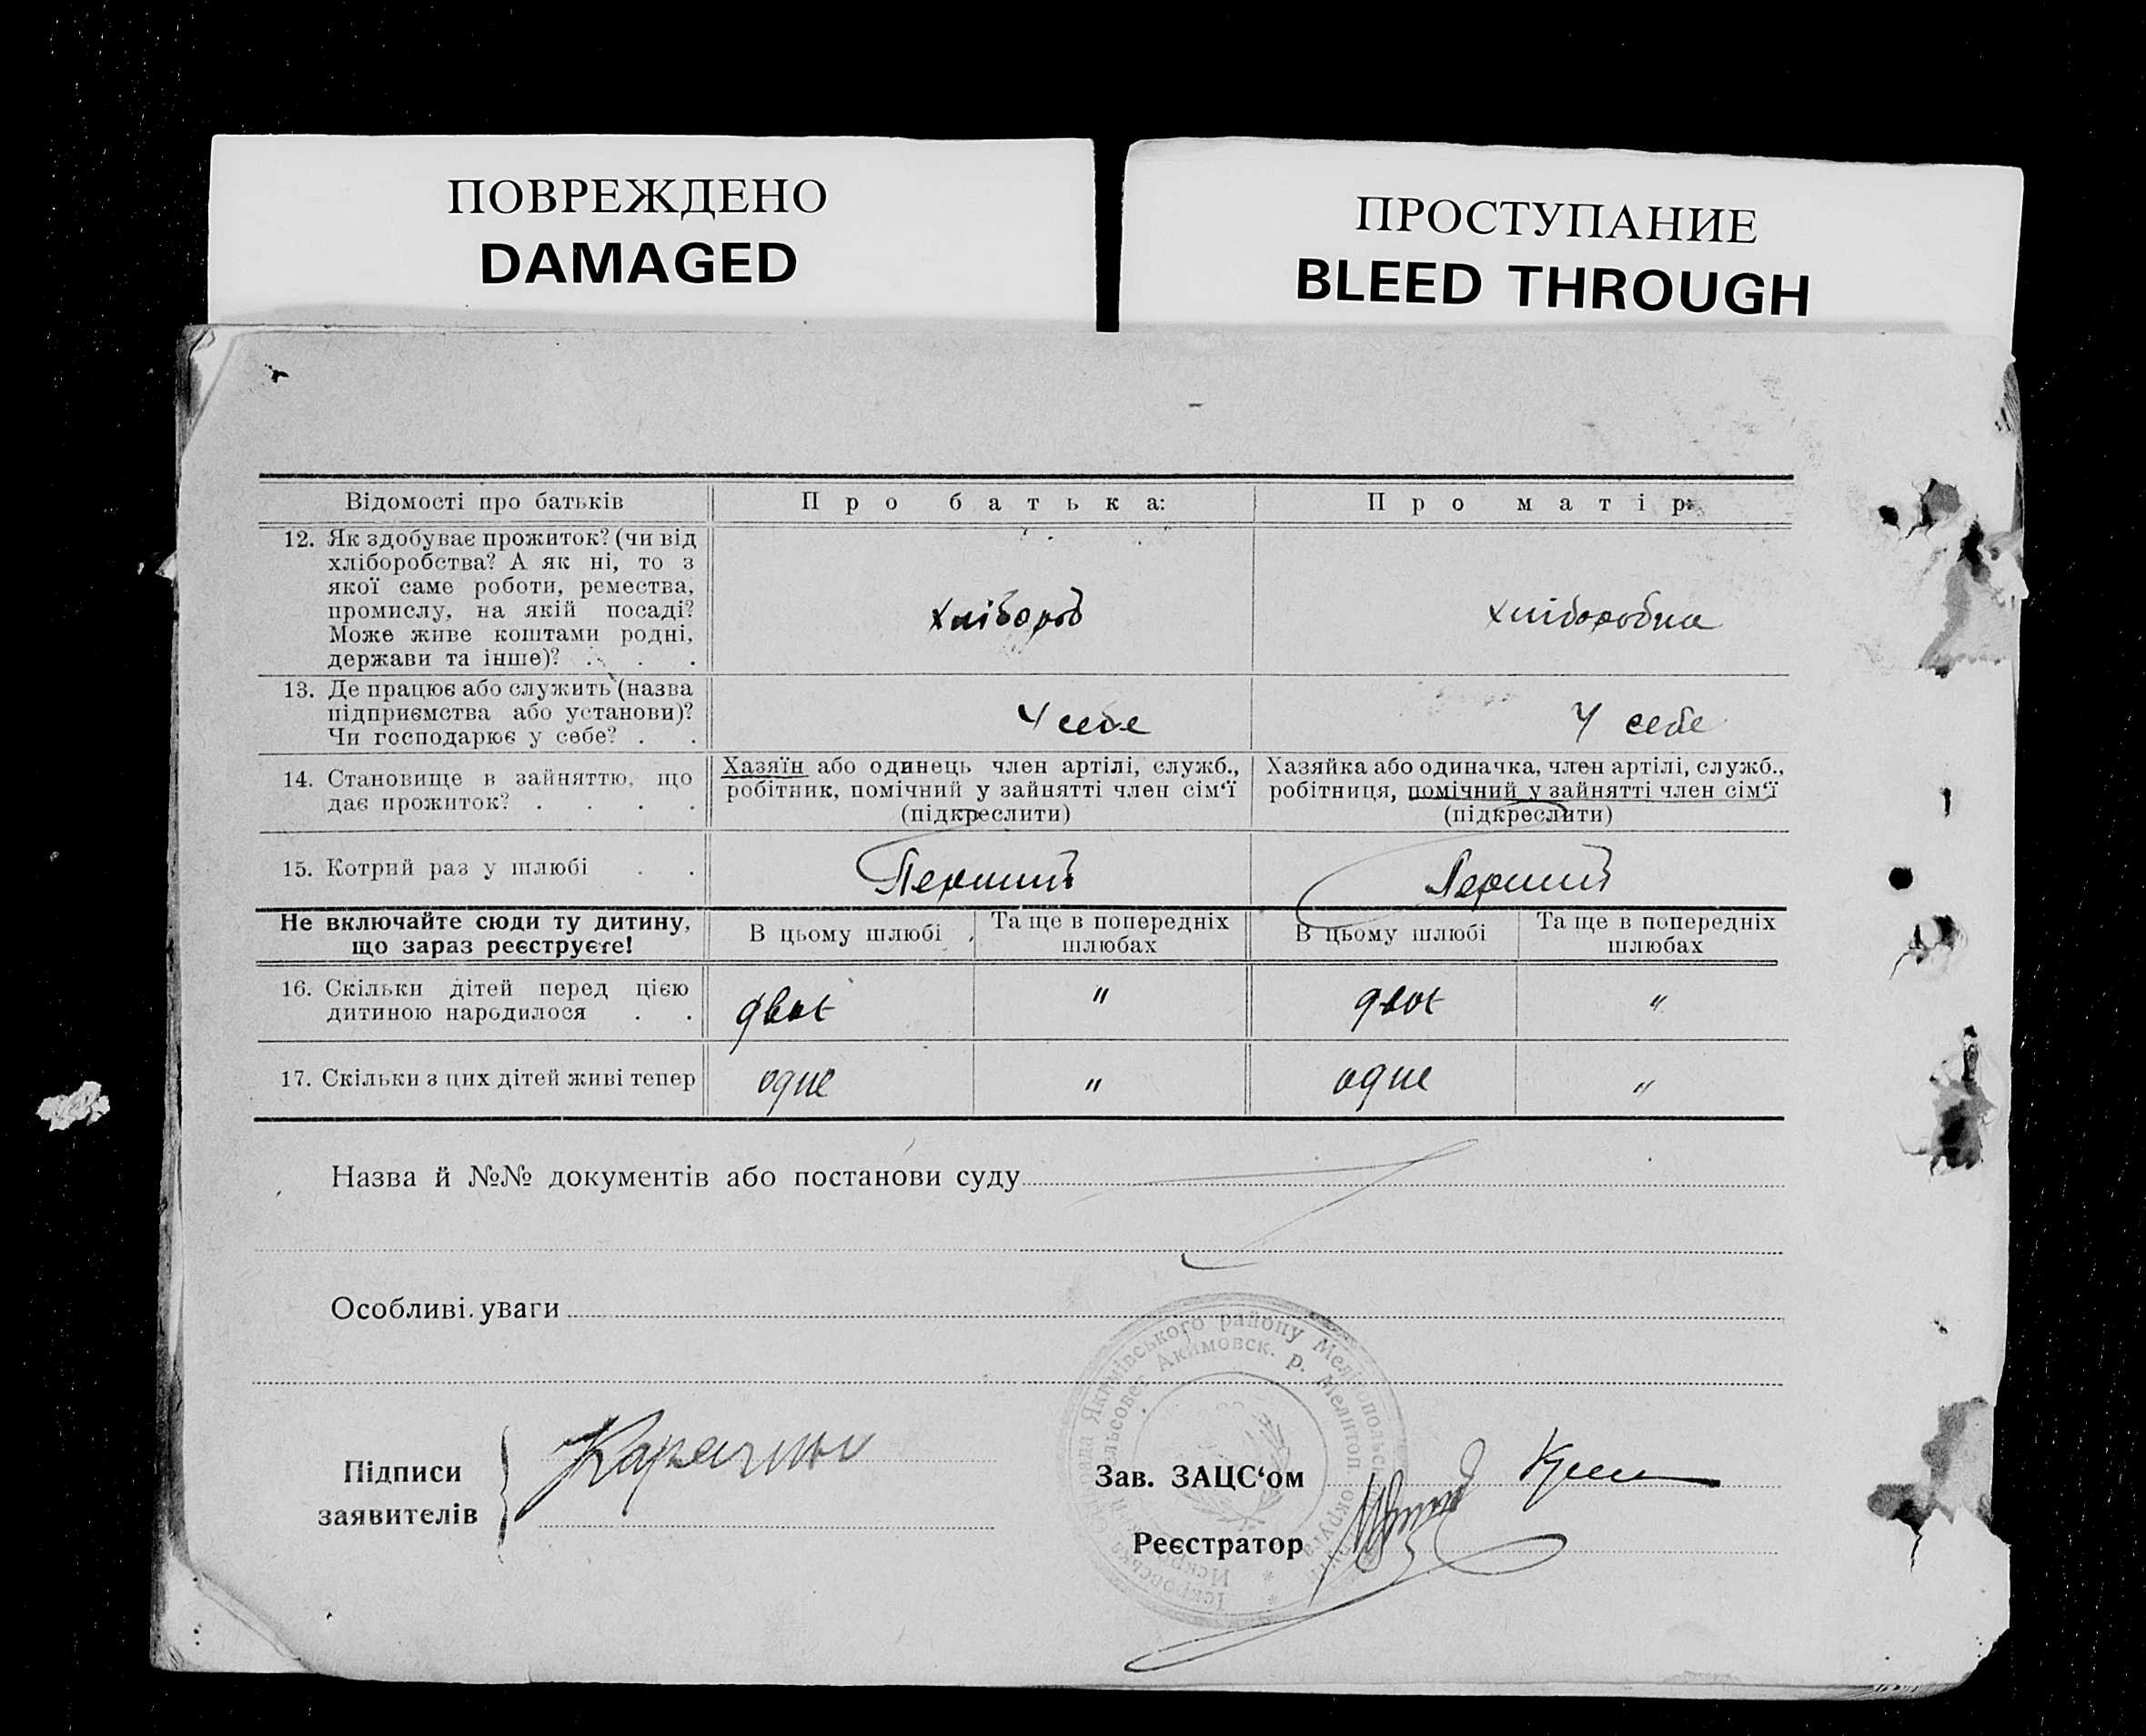 ПОВРЕЖДЕНО
DAMAGED
ПРОСТУПАНИЕ
BLEED THROUGH
Відомості про батьків
Про батька:
Про матір:
12. Як здобуває прожиток? (чи від
хліборобства? А як ні, то з
якої саме роботи, ремества,
промислу, на якій посаді?
Може живе коштами родні,
держави та інше)? . . .
хлібороб
хліборобка
13. Де працює або служить (назва
підприємства або установи)?
Чи господарює у себе? . .
У себе
У себе
14. Становище в зайняттю, що
дає прожиток? . . . .
Хазяїн або одинець член артілі, служб.,
робітник, помічний у зайнятті член сім‘ї
(підкреслити)
Хазяйка або одиначка, член артілі, служб.,
робітниця, помічний у зайнятті член сім‘ї
(підкреслити)
15. Котрий раз у шлюбі . .
Перший
Перший
Не включайте сюди ту дитину,
що зараз реєструєте!
В цьому шлюбі
Та ще в попередніх
шлюбах
В цьому шлюбі
Та ще в попередніх
шлюбах
16. Скільки дітей перед цією
дитиною народилося . .
двоє
"
двоє
"
17. Скільки з цих дітей живі тепер
одне
"
одне
"
Назва й №№ документів або постанови суду
Особливі уваги
Якимівського району Мелітопольської
Акимовск. р. Мелитоп. округа
Підписи
заявителів
Зав. ЗАЦС‘ом
Реєстратор